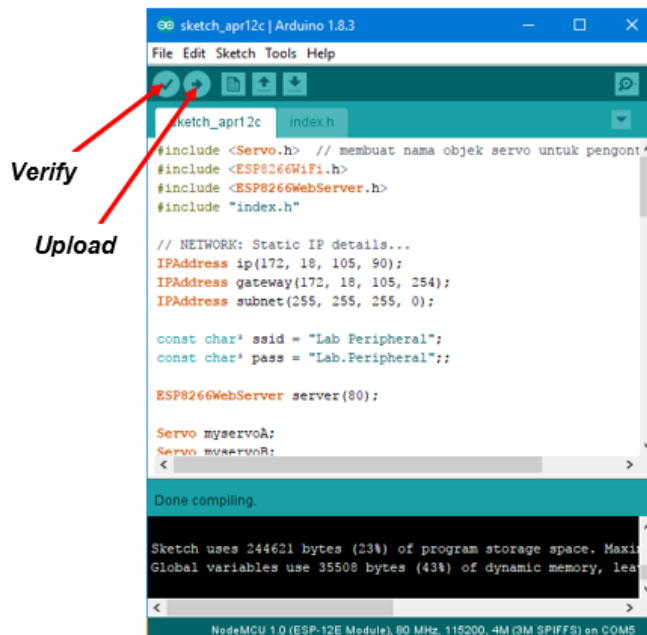 sketch_apr12c | Arduino 1.8.3
File Edit Sketch Tools Help
sketch_apr12c index.h
Verify
Upload
#include <Servo.h> // membuat nama objek servo untuk pengont
#include <ESP8266WiFi.h>
#include <ESP8266WebServer.h>
#include "index.h"
// NETWORK: Static IP details...
IPAddress ip(172, 18, 105, 90);
IPAddress gateway(172, 18, 105, 254);
IPAddress subnet(255, 255, 255, 0);
const char* ssid = "Lab Peripheral";
const char* pass = "Lab.Peripheral";;
ESP8266WebServer server(80);
Servo myservoA;
Servo myservoB;
Done compiling.
Sketch uses 244621 bytes (23%) of program storage space. Maxi
Global variables use 35508 bytes (43%) of dynamic memory, lea
NodeMCU 1.0 (ESP-12E Module), 80 MHz, 115200, 4M (3M SPIFFS) on COM5